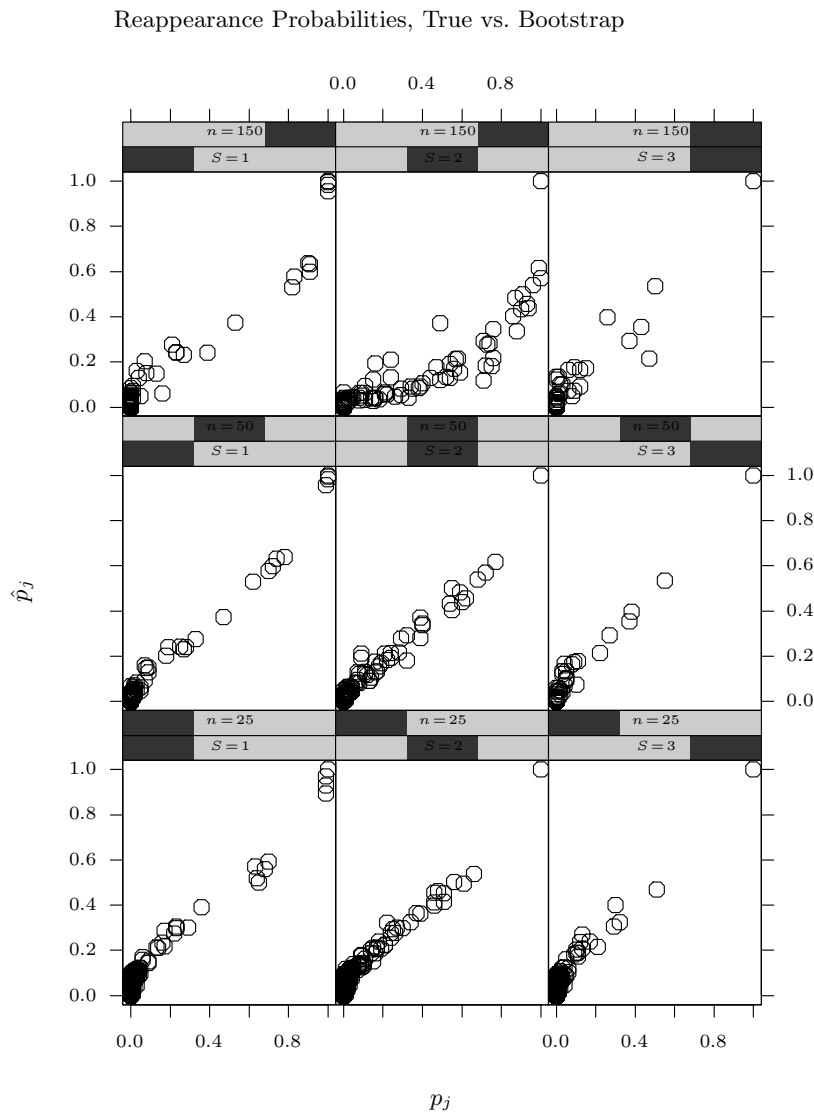 Reappearance Probabilities, True vs. Bootstrap
0.0 0.4 0.8
n = 150 n = 150 n = 150
S = 1 S = 2 S = 3
1.0
0.8
0.6
0.4
0.2
0.0
n = 50 n = 50 n = 50
S = 1 S = 2 S = 3
1.0
0.8
0.6
0.4
0.2
0.0
p̂j
n = 25 n = 25 n = 25
S = 1 S = 2 S = 3
1.0
0.8
0.6
0.4
0.2
0.0
0.0 0.4 0.8 0.0 0.4 0.8
pj